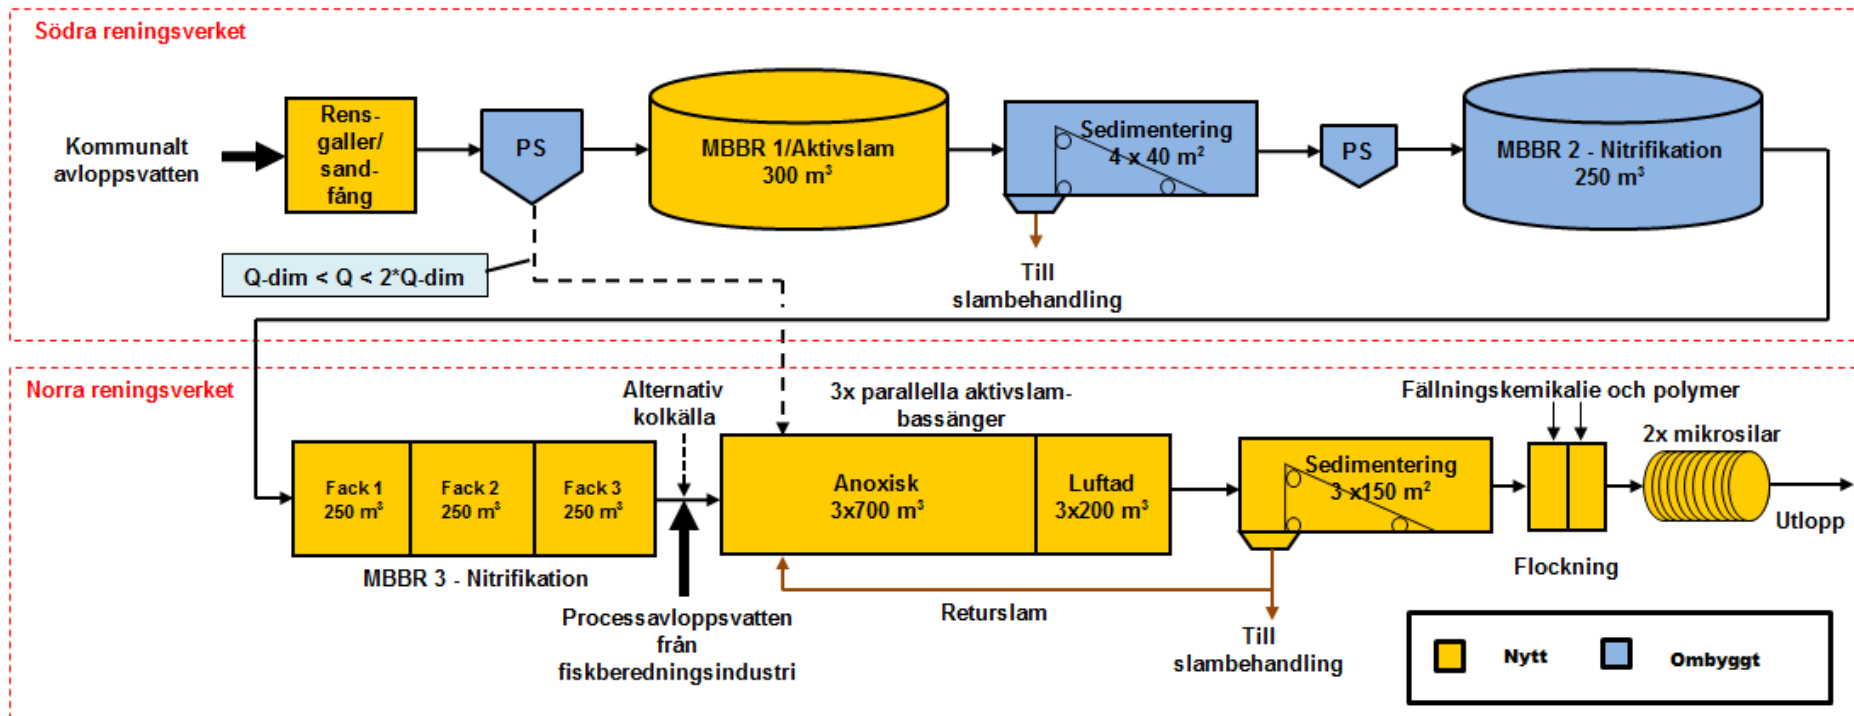 Södra reningsverket
Kommunalt
avloppsvatten
Rens-
galler/
sand-
fång
PS
MBBR 1/Aktivslam
300 m³
Sedimentering
4 x 40 m²
PS
MBBR 2 - Nitrifikation
250 m³
Q-dim < Q < 2*Q-dim
Till
slambehandling
Norra reningsverket
Alternativ
kolkälla
3x parallella aktivslam-
bassänger
Fällningskemikalie och polymer
2x mikrosilar
Fack 1
250 m³
Fack 2
250 m³
Fack 3
250 m³
Anoxisk
3x700 m³
Luftad
3x200 m³
Sedimentering
3 x150 m²
Utlopp
MBBR 3 - Nitrifikation
Flockning
Processavloppsvatten
från
fiskberedningsindustri
Returslam
Till
slambehandling
Nytt
Ombyggt